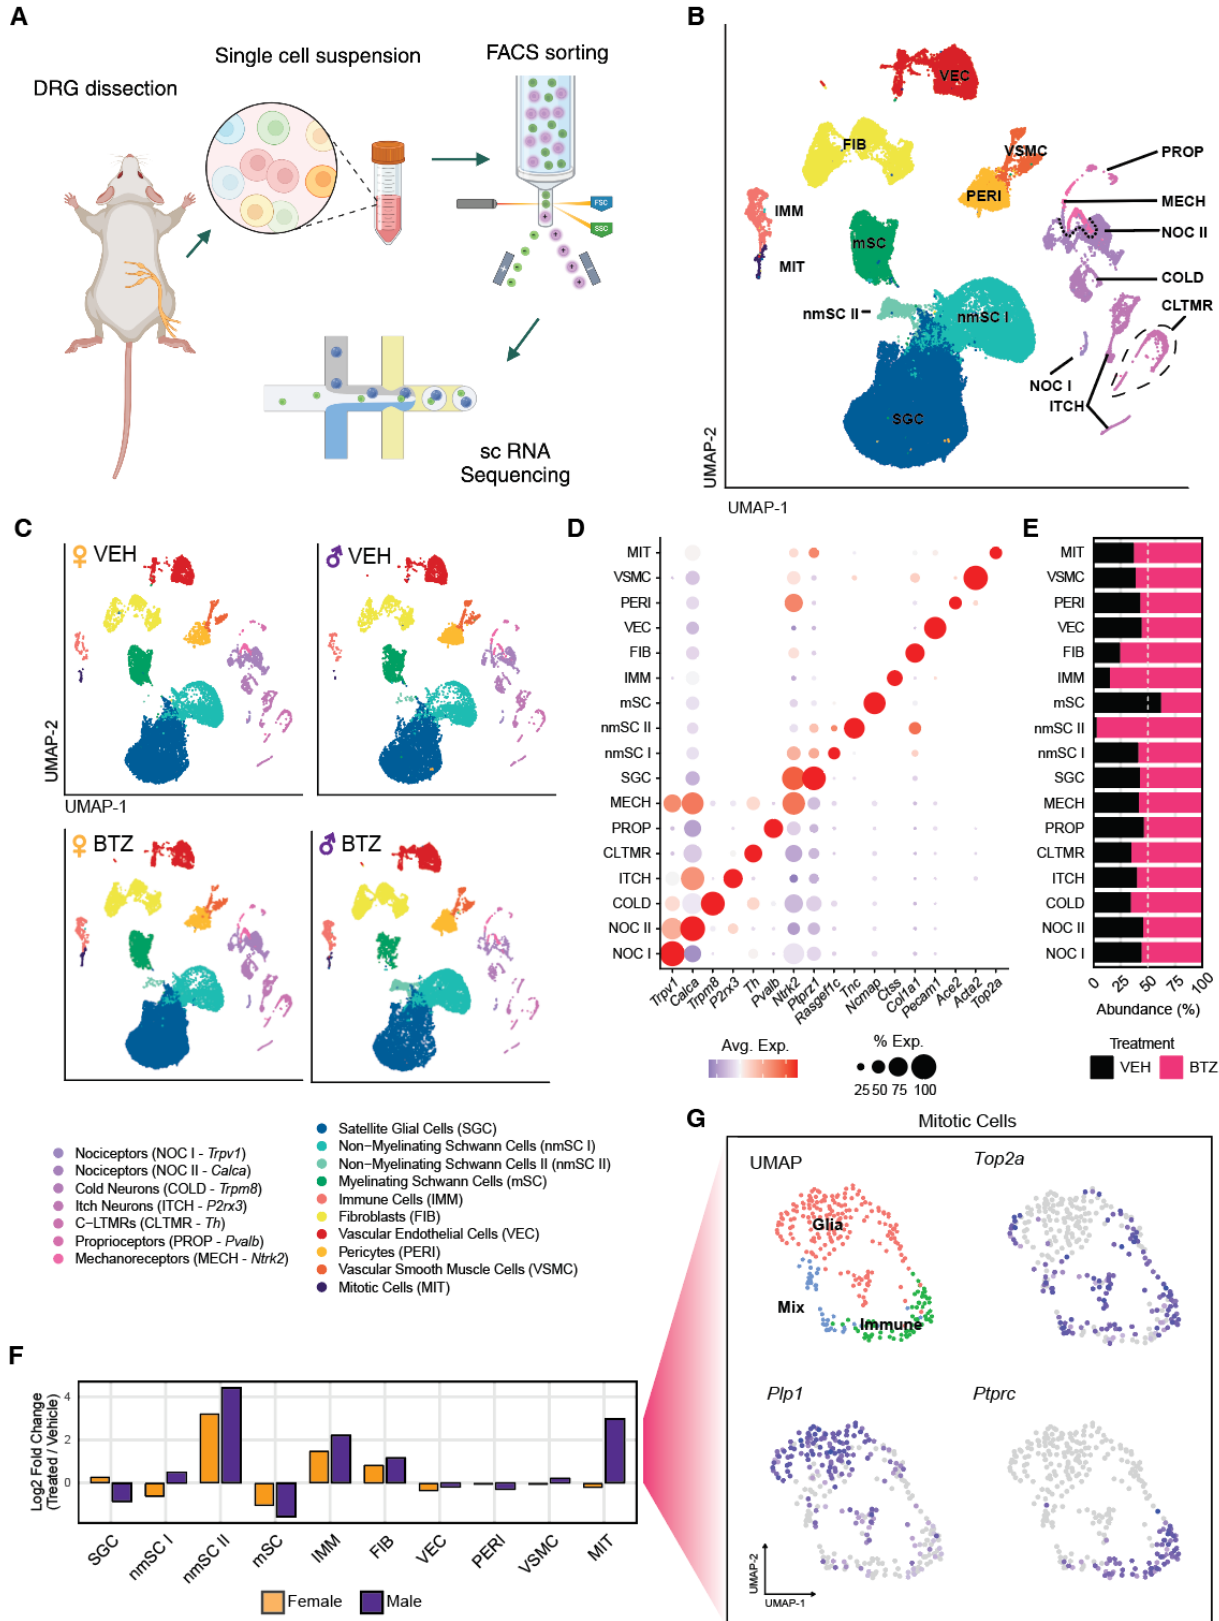 A
DRG dissection
Single cell suspension
FACS sorting
FSC
SSC
sc RNA
Sequencing
B
VEC
FIB
VSMC
PERI
IMM
MIT
mSC
nmSC II
nmSC I
SGC
PROP
MECH
NOC II
COLD
CLTMR
NOC I
ITCH
UMAP-2
UMAP-1
C
♀ VEH
♂ VEH
UMAP-2
UMAP-1
♀ BTZ
♂ BTZ
Nociceptors (NOC I - Trpv1)
Nociceptors (NOC II - Calca)
Cold Neurons (COLD - Trpm8)
Itch Neurons (ITCH - P2rx3)
C-LTMRs (CLTMR - Th)
Proprioceptors (PROP - Pvalb)
Mechanoreceptors (MECH - Ntrk2)
Satellite Glial Cells (SGC)
Non-Myelinating Schwann Cells (nmSC I)
Non-Myelinating Schwann Cells II (nmSC II)
Myelinating Schwann Cells (mSC)
Immune Cells (IMM)
Fibroblasts (FIB)
Vascular Endothelial Cells (VEC)
Pericytes (PERI)
Vascular Smooth Muscle Cells (VSMC)
Mitotic Cells (MIT)
D
MIT
VSMC
PERI
VEC
FIB
IMM
mSC
nmSC II
nmSC I
SGC
MECH
PROP
CLTMR
ITCH
COLD
NOC II
NOC I
Trpv1
Calca
Trpm8
P2rx3
Th
Pvalb
Ntrk2
Ptprz1
Rasgef1c
Tnc
Ncmap
Ctss
Col1a1
Pecam1
Ace2
Acta2
Top2a
Avg. Exp.
% Exp.
25 50 75 100
E
MIT
VSMC
PERI
VEC
FIB
IMM
mSC
nmSC II
nmSC I
SGC
MECH
PROP
CLTMR
ITCH
COLD
NOC II
NOC I
0 25 50 75 100
Abundance (%)
Treatment
VEH BTZ
F
Log2 Fold Change
(Treated / Vehicle)
4
2
0
SGC
nmSC I
nmSC II
mSC
IMM
FIB
VEC
PERI
VSMC
MIT
Female Male
G
Mitotic Cells
UMAP
Glia
Mix
Immune
Top2a
Plp1
Ptprc
UMAP-2
UMAP-1